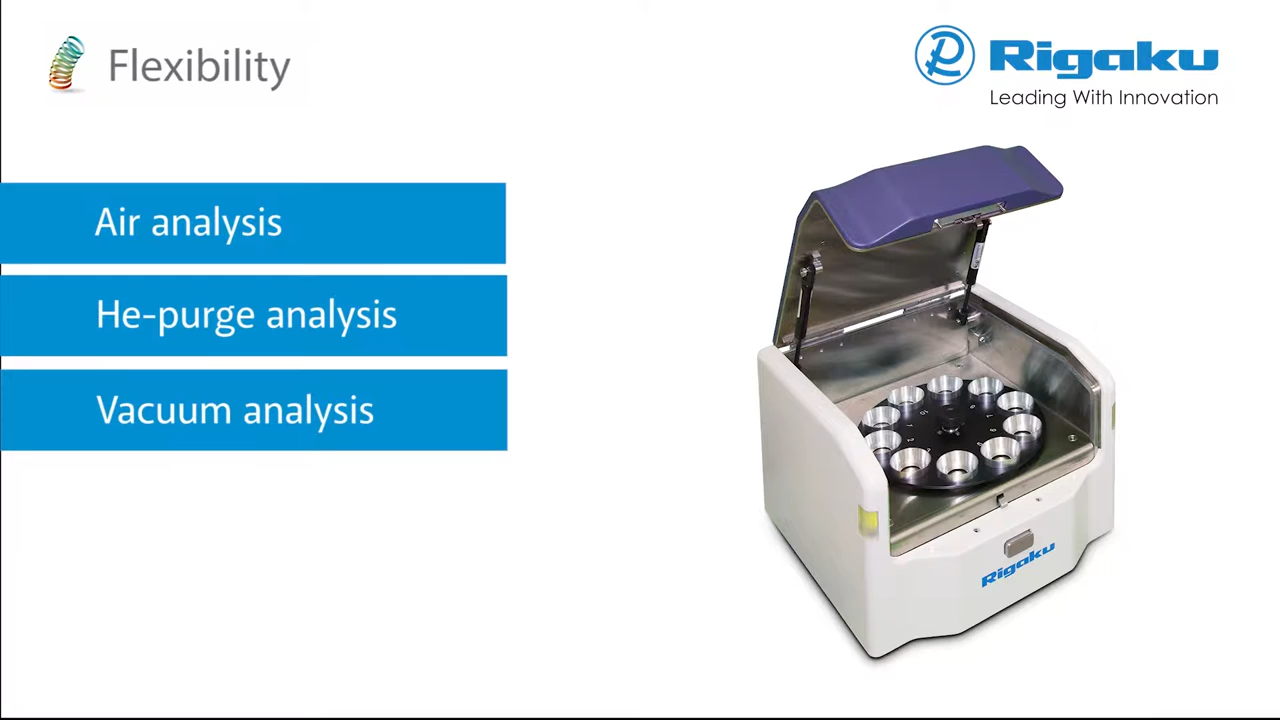 Flexibility
Rigaku
Leading With Innovation
Air analysis
He-purge analysis
Vacuum analysis
Rigaku